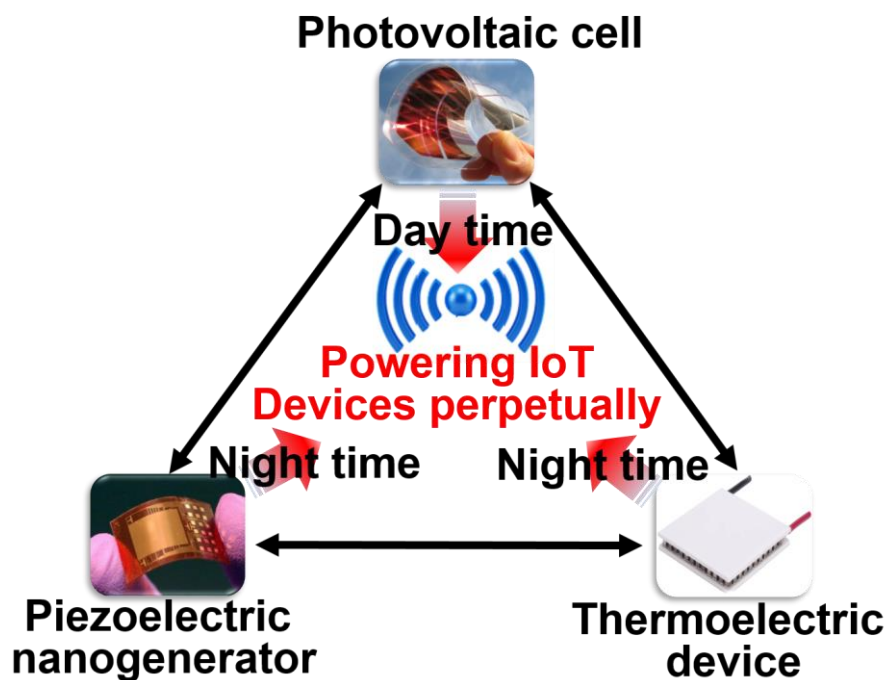 Photovoltaic cell
Day time
Powering IoT
Devices perpetually
Night time
Night time
Piezoelectric
nanogenerator
Thermoelectric
device